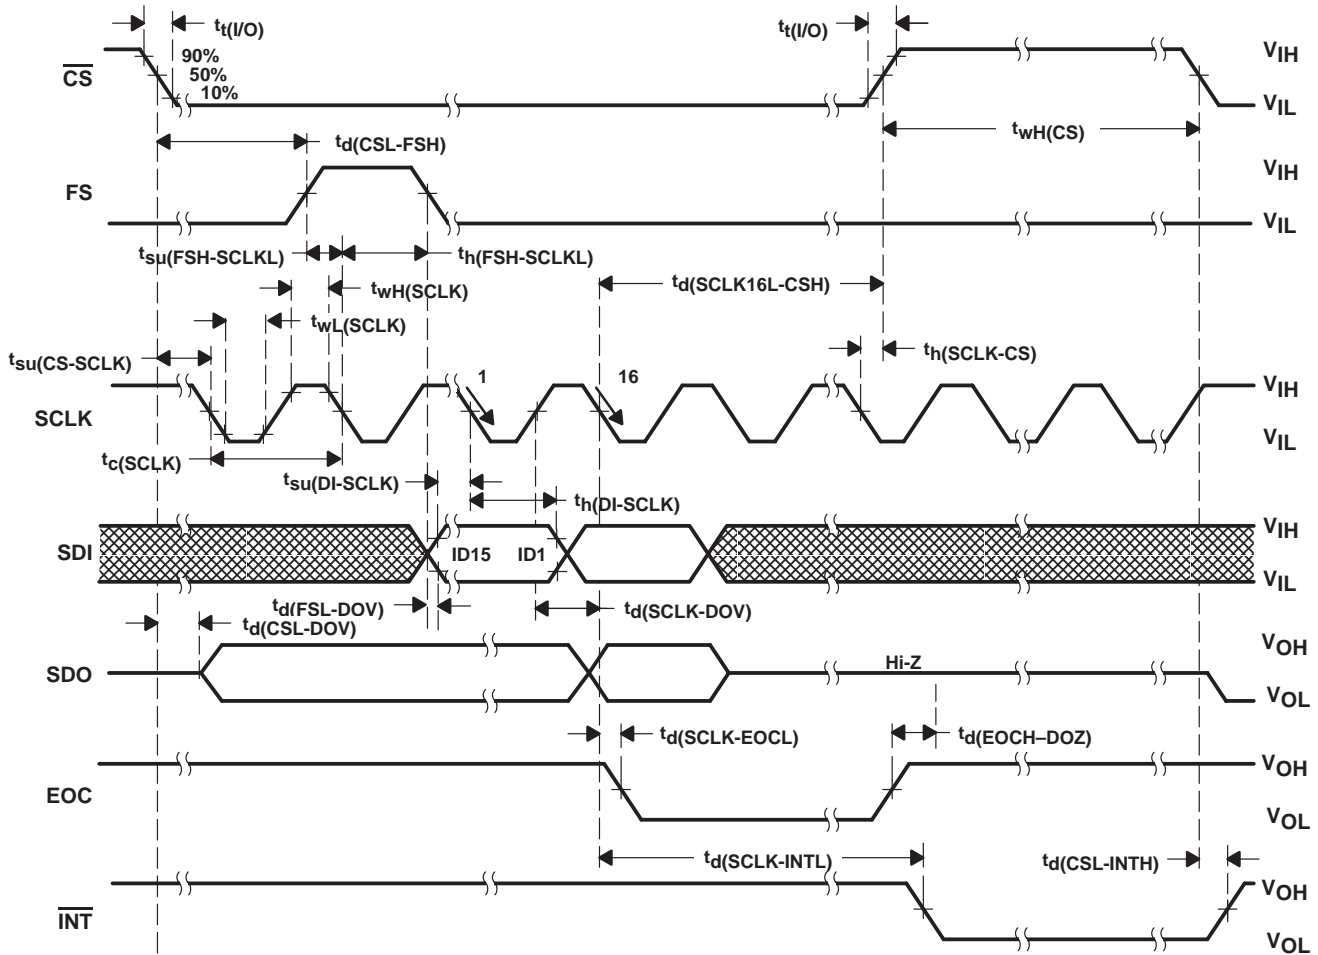 tt(I/O)
tt(I/O)
90%
50%
10%
CS
VIH
VIL
twH(CS)
td(CSL-FSH)
FS
VIH
VIL
tsu(FSH-SCLKL)
th(FSH-SCLKL)
twH(SCLK)
td(SCLK16L-CSH)
twL(SCLK)
tsu(CS-SCLK)
th(SCLK-CS)
1
16
SCLK
VIH
VIL
tc(SCLK)
tsu(DI-SCLK)
th(DI-SCLK)
SDI
ID15
ID1
VIH
VIL
td(FSL-DOV)
td(SCLK-DOV)
td(CSL-DOV)
SDO
Hi-Z
VOH
VOL
td(SCLK-EOCL)
td(EOCH–DOZ)
EOC
VOH
VOL
td(SCLK-INTL)
td(CSL-INTH)
INT
VOH
VOL